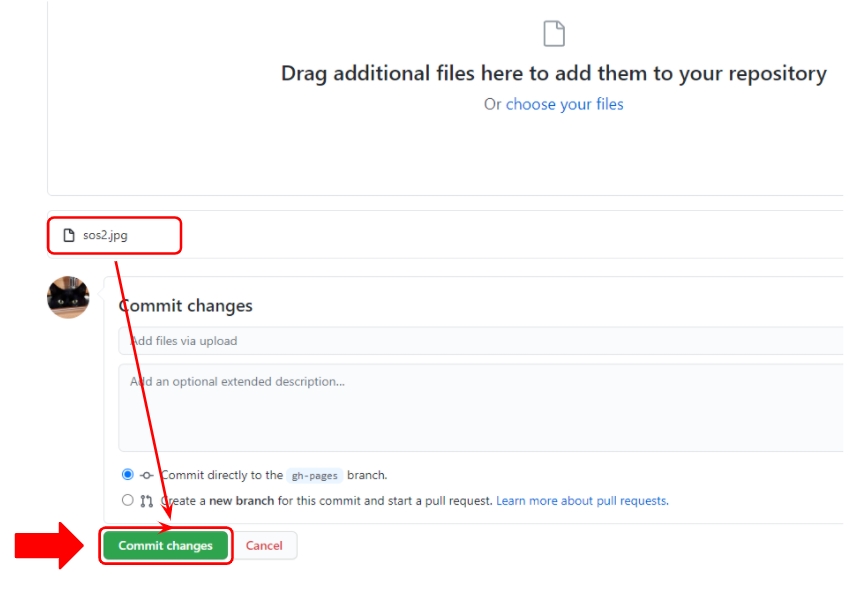 Drag additional files here to add them to your repository
Or choose your files
sos2.jpg
Commit changes
Add files via upload
Add an optional extended description...
Commit directly to the gh-pages branch.
Create a new branch for this commit and start a pull request. Learn more about pull requests.
Commit changes Cancel